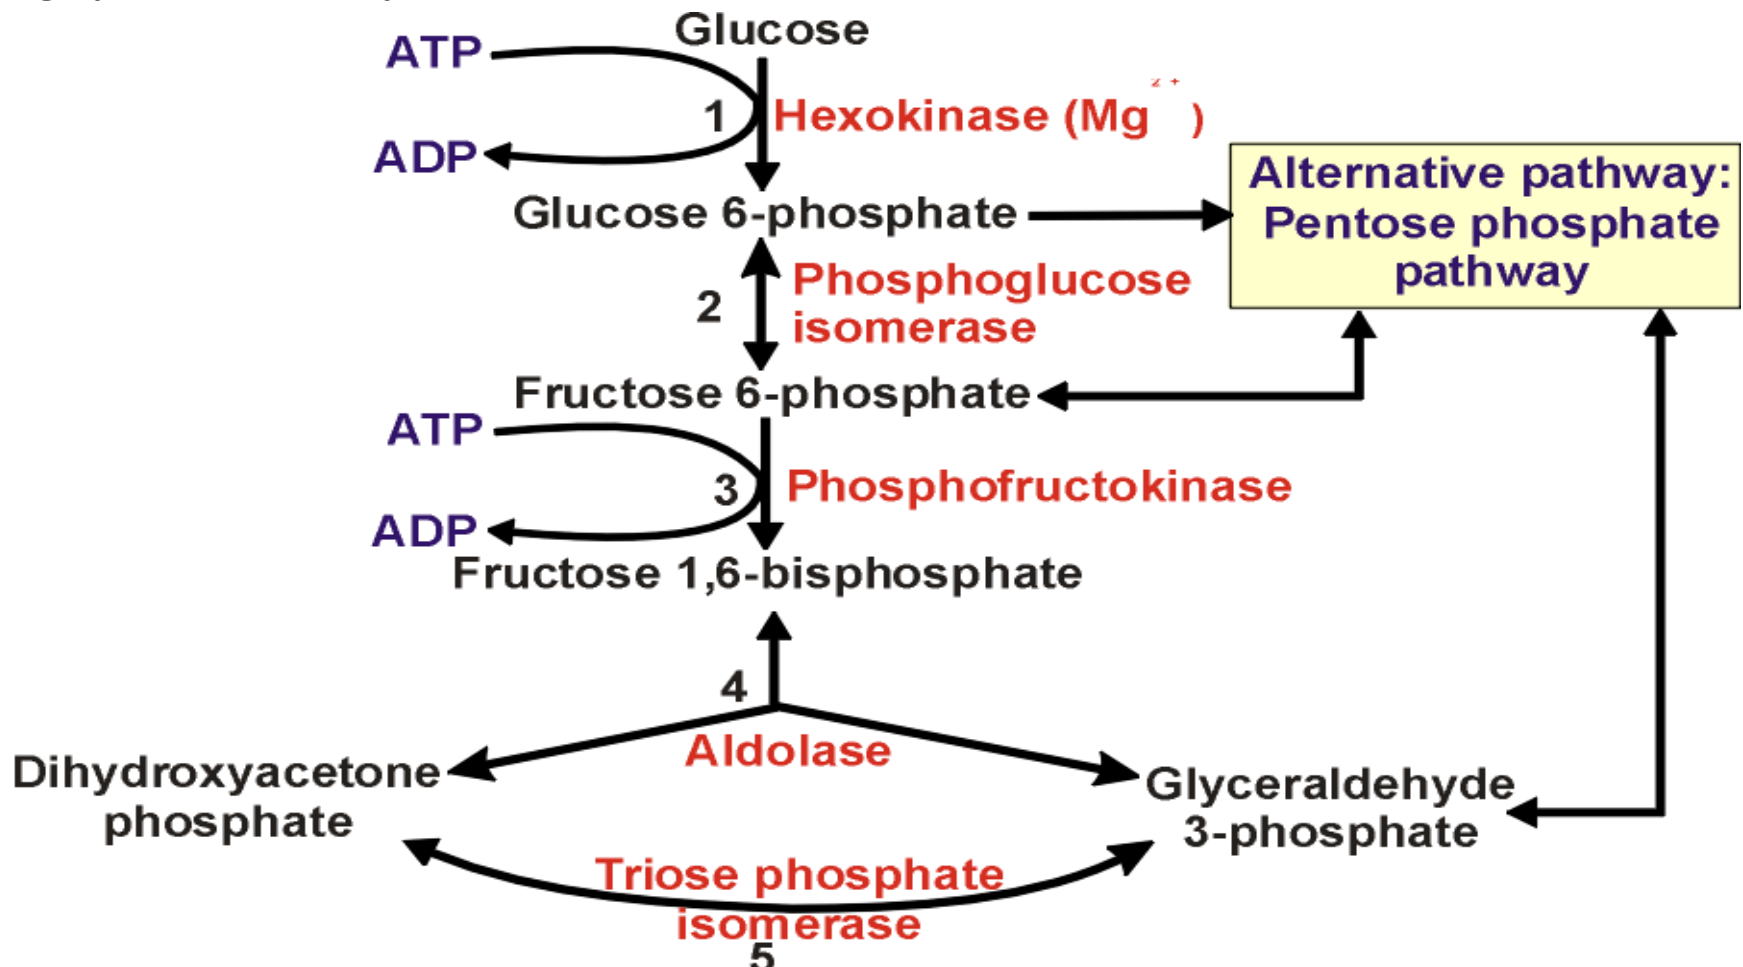 Glucose
ATP
1
Hexokinase (Mg²⁺)
ADP
Glucose 6-phosphate
Alternative pathway:
Pentose phosphate
pathway
2
Phosphoglucose
isomerase
Fructose 6-phosphate
ATP
3
Phosphofructokinase
ADP
Fructose 1,6-bisphosphate
4
Aldolase
Dihydroxyacetone
phosphate
Glyceraldehyde
3-phosphate
Triose phosphate
isomerase
5